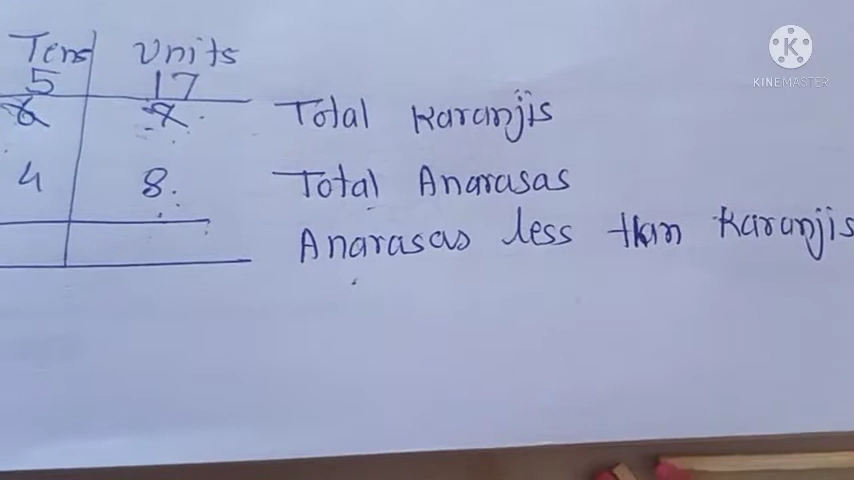 Tens Units
5 17
6 7 Total Karanjis
4 8. Total Anarasas
Anarasas less than Karanjis
K
KINEMASTER